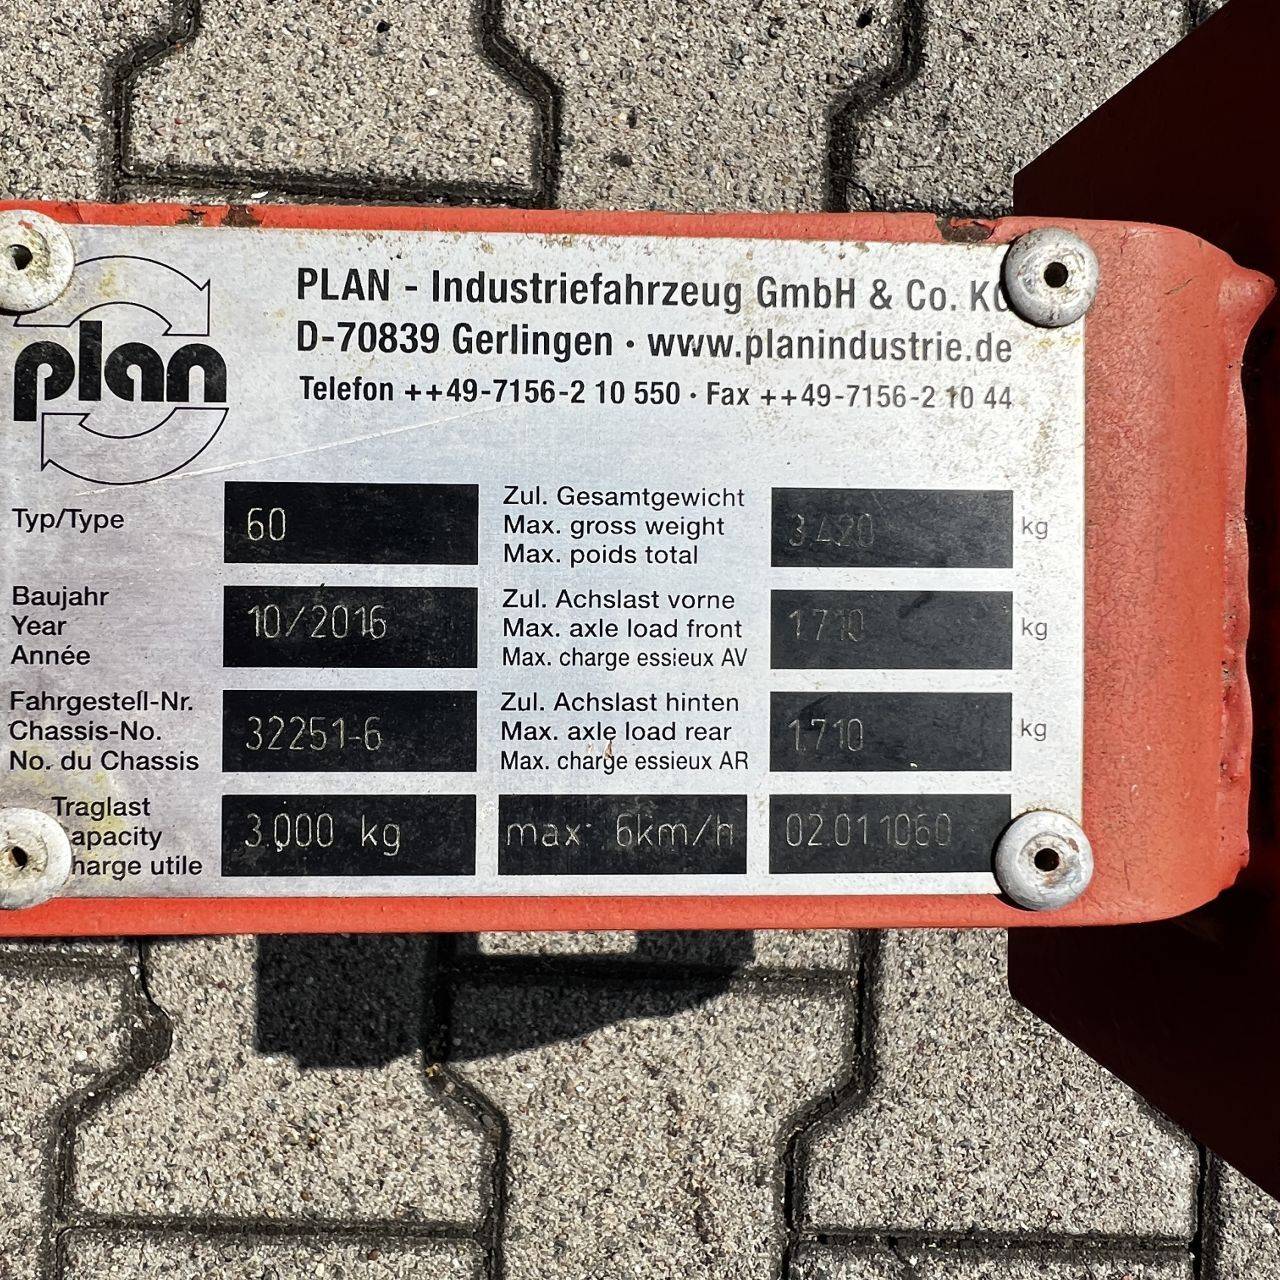 plan
PLAN - Industriefahrzeug GmbH & Co. KG
D-70839 Gerlingen · www.planindustrie.de
Telefon ++49-7156-2 10 550 · Fax ++49-7156-2 10 44
Typ/Type
60
Zul. Gesamtgewicht
Max. gross weight
Max. poids total
3.420 kg
Baujahr
Year
Année
10/2016
Zul. Achslast vorne
Max. axle load front
Max. charge essieux AV
1.710 kg
Fahrgestell-Nr.
Chassis-No.
No. du Chassis
32251-6
Zul. Achslast hinten
Max. axle load rear
Max. charge essieux AR
1.710 kg
Traglast
apacity
harge utile
3.000 kg
max. 6km/h
02.01.1060